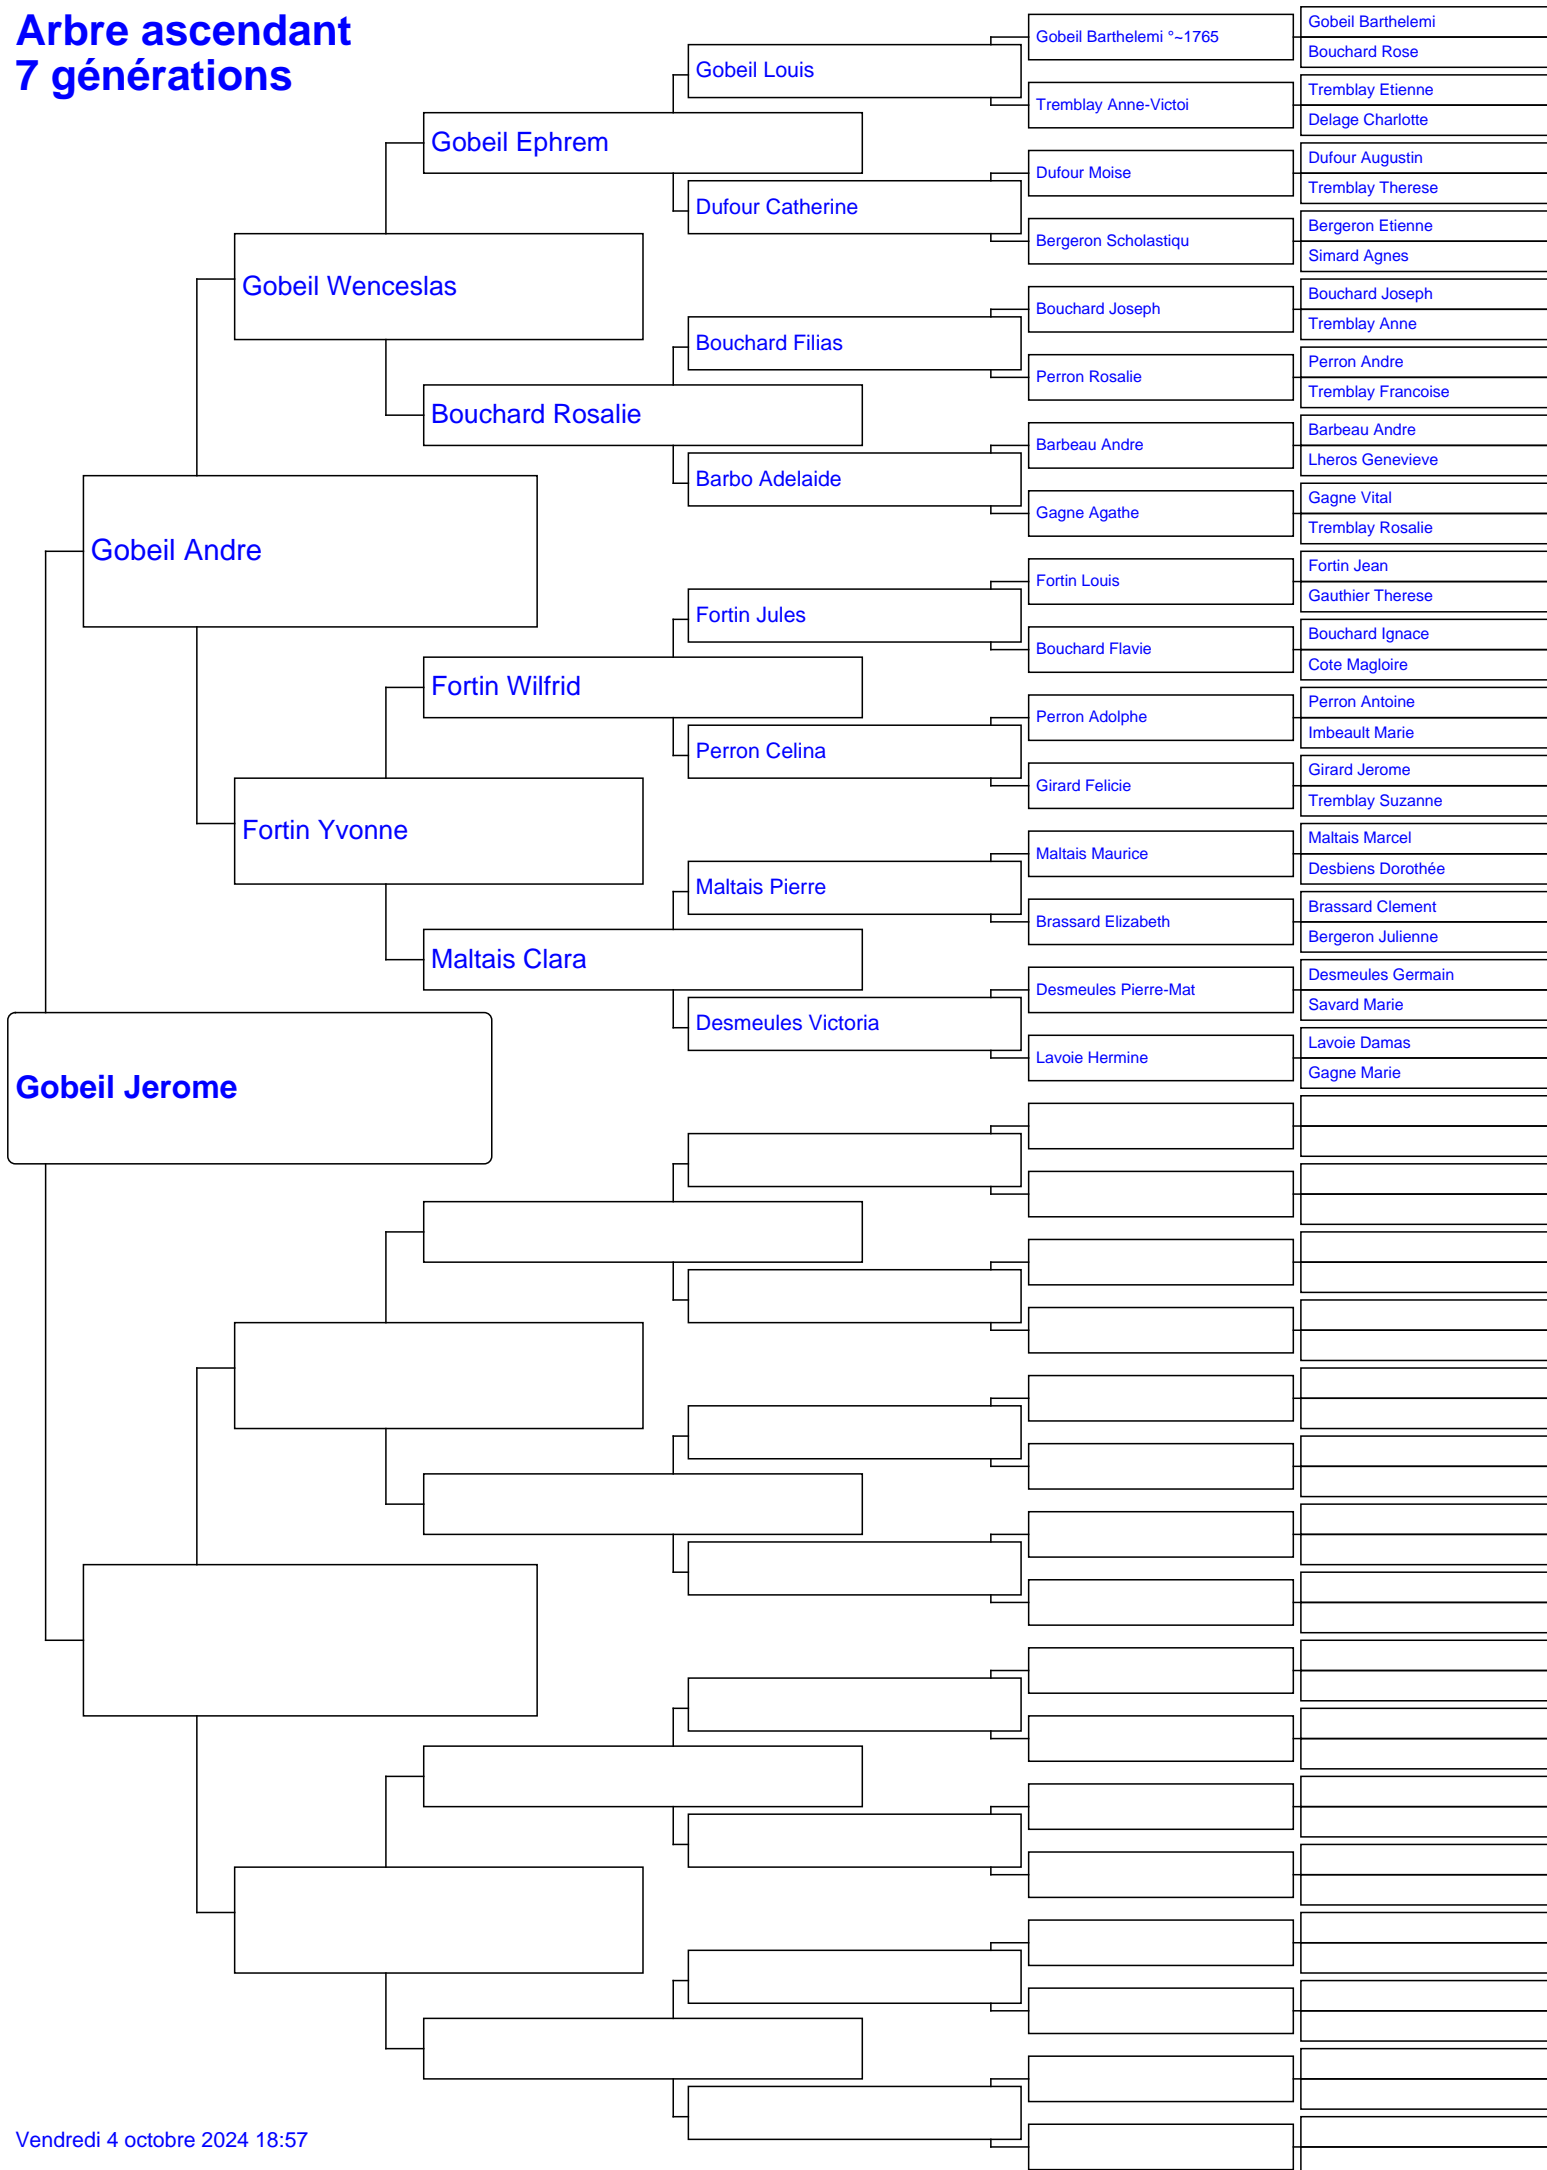 Arbre ascendant
7 générations
Gobeil Jerome
Gobeil Andre
Gobeil Wenceslas
Fortin Yvonne
Gobeil Ephrem
Bouchard Rosalie
Fortin Wilfrid
Maltais Clara
Gobeil Louis
Dufour Catherine
Bouchard Filias
Barbo Adelaide
Fortin Jules
Perron Celina
Maltais Pierre
Desmeules Victoria
Gobeil Barthelemi °~1765
Tremblay Anne-Victoi
Dufour Moise
Bergeron Scholastiqu
Bouchard Joseph
Perron Rosalie
Barbeau Andre
Gagne Agathe
Fortin Louis
Bouchard Flavie
Perron Adolphe
Girard Felicie
Maltais Maurice
Brassard Elizabeth
Desmeules Pierre-Mat
Lavoie Hermine
Gobeil Barthelemi
Bouchard Rose
Tremblay Etienne
Delage Charlotte
Dufour Augustin
Tremblay Therese
Bergeron Etienne
Simard Agnes
Bouchard Joseph
Tremblay Anne
Perron Andre
Tremblay Francoise
Barbeau Andre
Lheros Genevieve
Gagne Vital
Tremblay Rosalie
Fortin Jean
Gauthier Therese
Bouchard Ignace
Cote Magloire
Perron Antoine
Imbeault Marie
Girard Jerome
Tremblay Suzanne
Maltais Marcel
Desbiens Dorothée
Brassard Clement
Bergeron Julienne
Desmeules Germain
Savard Marie
Lavoie Damas
Gagne Marie
Vendredi 4 octobre 2024 18:57